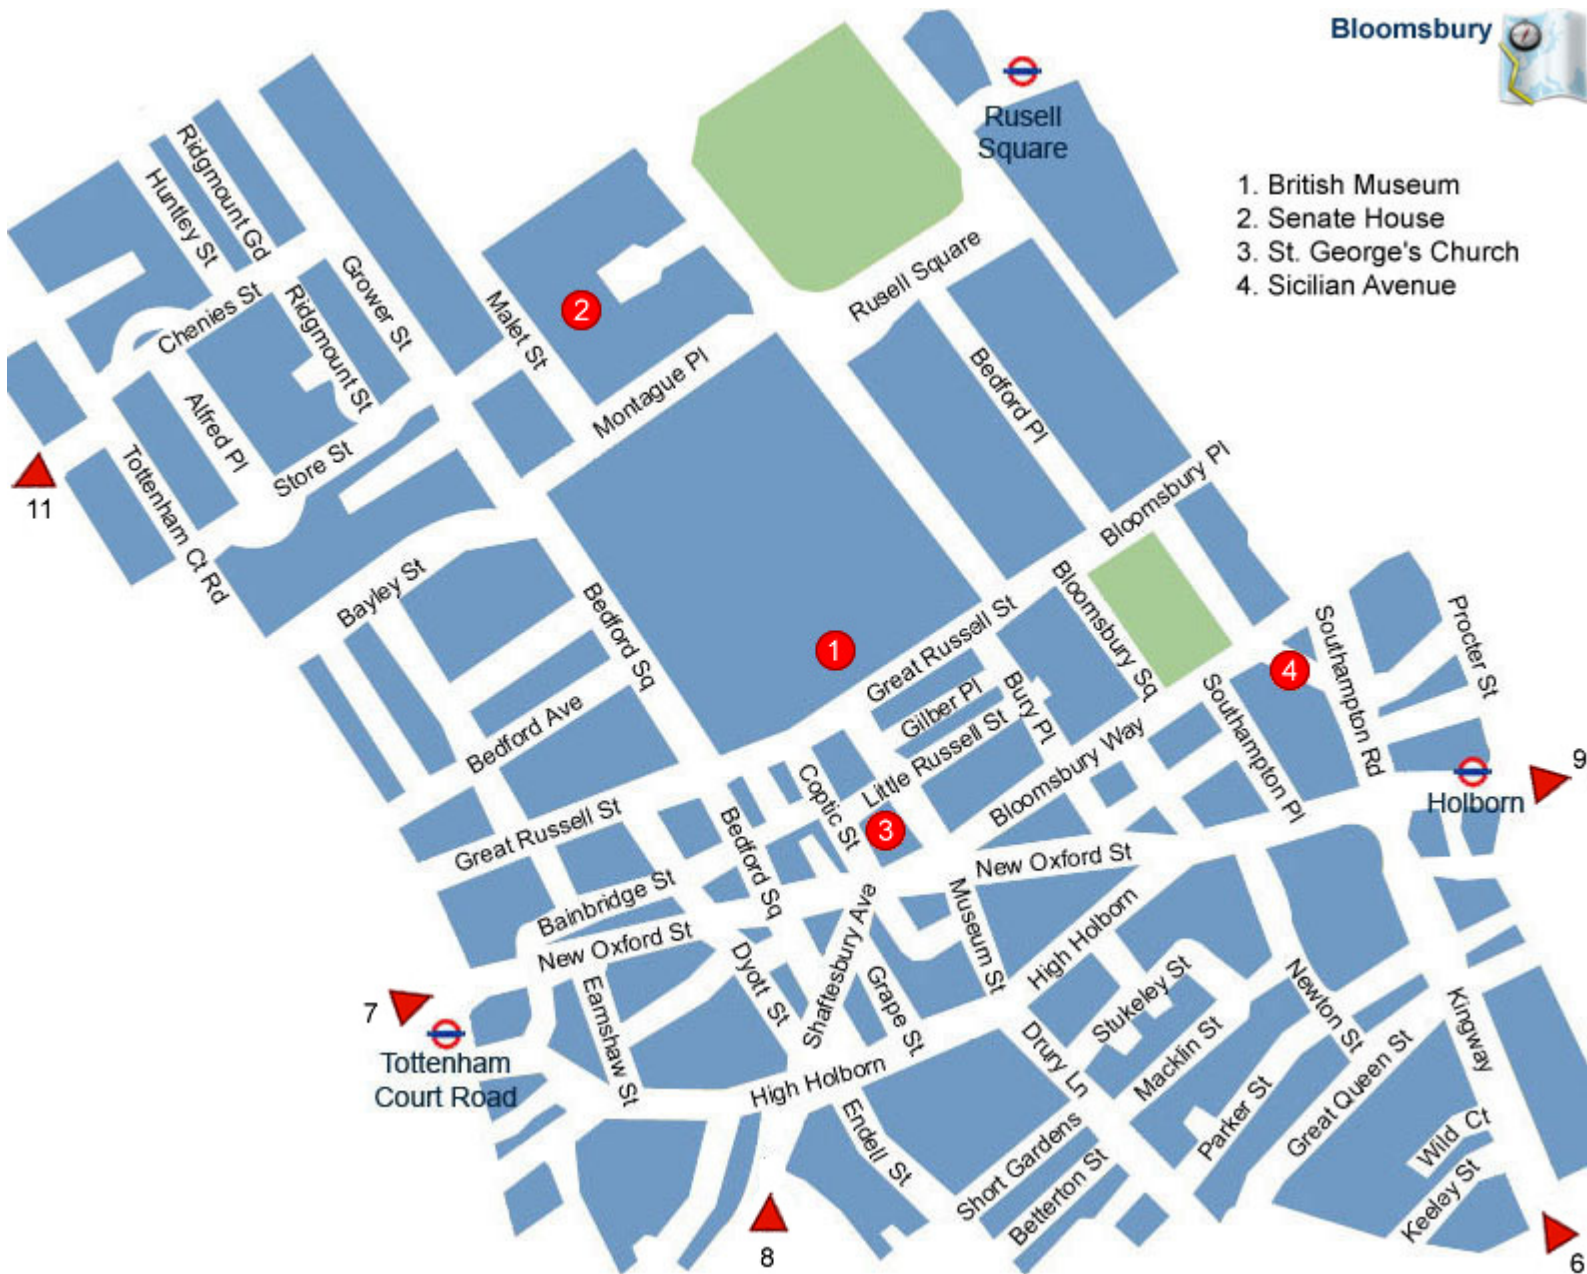 Bloomsbury
Rusell
Square
1. British Museum
2. Senate House
3. St. George's Church
4. Sicilian Avenue
Ridgmount Gd
Huntley St
Chenies St
Grower St
Ridgmount St
Malet St
2
Montague Pl
Rusell Square
Bedford Pl
Alfred Pl
Store St
Tottenham Ct Rd
11
Bloomsbury Pl
Bayley St
Bedford Sq
1
Great Russell St
Bloomsbury Sq
Southampton Rd
Procter St
4
Gilber Pl
Bury Pl
Southampton Pl
Bedford Ave
Little Russell St
Bloomsbury Way
Coptic St
9
Holborn
Great Russell St
Bedford Sq
3
New Oxford St
Bainbridge St
New Oxford St
Shaftesbury Ave
Museum St
High Holborn
Dyott St
Grape St
Earnshaw St
Stukeley St
Newton St
Kingway
7
Tottenham
Court Road
High Holborn
Drury Ln
Macklin St
Parker St
Great Queen St
Endell St
Short Gardens
Betterton St
Wild Ct
Keeley St
8
6